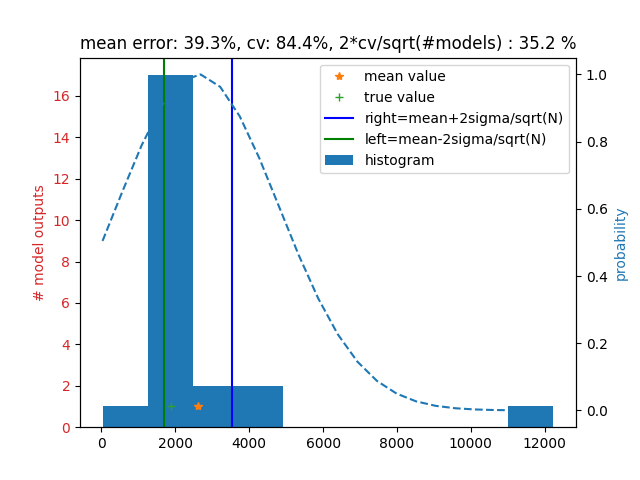 mean error: 39.3%, cv: 84.4%, 2*cv/sqrt(#models) : 35.2 %
mean value
true value
right=mean+2sigma/sqrt(N)
left=mean-2sigma/sqrt(N)
histogram
# model outputs
16
14
12
10
8
6
4
2
0
1.0
0.8
0.6
0.4
0.2
0.0
probability
0
2000
4000
6000
8000
10000
12000